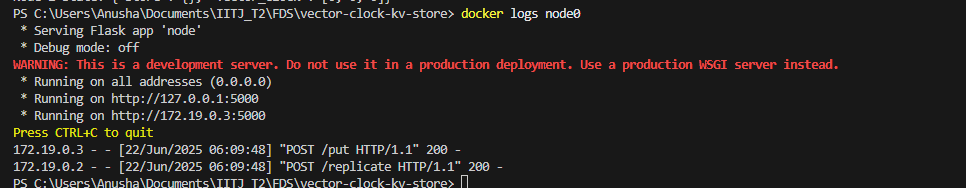 PS C:\Users\Anusha\Documents\IITJ_T2\FDS\vector-clock-kv-store> docker logs node0
 * Serving Flask app 'node'
 * Debug mode: off
WARNING: This is a development server. Do not use it in a production deployment. Use a production WSGI server instead.
 * Running on all addresses (0.0.0.0)
 * Running on http://127.0.0.1:5000
 * Running on http://172.19.0.3:5000
Press CTRL+C to quit
172.19.0.3 - - [22/Jun/2025 06:09:48] "POST /put HTTP/1.1" 200 -
172.19.0.2 - - [22/Jun/2025 06:09:48] "POST /replicate HTTP/1.1" 200 -
PS C:\Users\Anusha\Documents\IITJ_T2\FDS\vector-clock-kv-store>